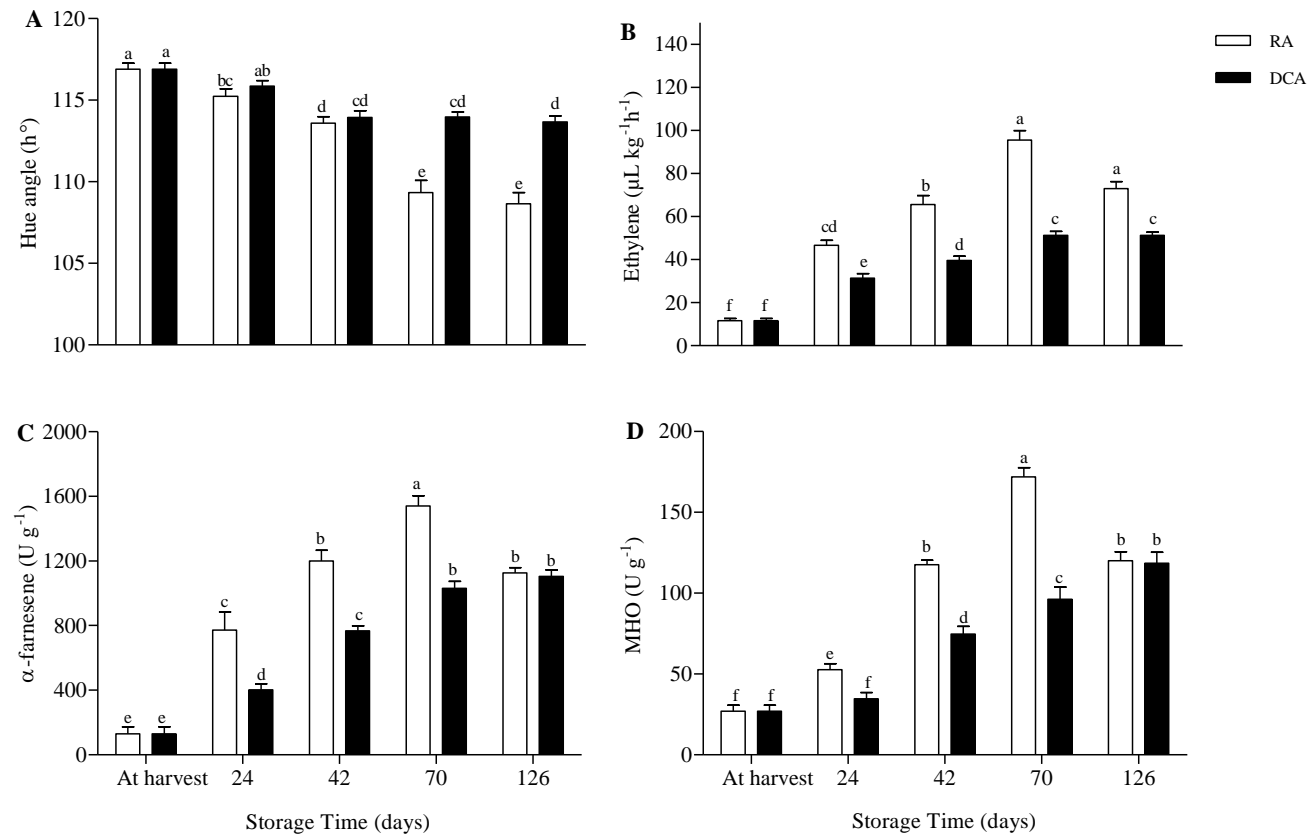 A
120
115
110
105
100
Hue angle (h°)
a a bc ab d cd e cd e d
B
140
120
100
80
60
40
20
0
Ethylene (µL kg⁻¹h⁻¹)
f f cd e b d a c a c
RA
DCA
C
2000
1600
1200
800
400
0
α-farnesene (U g⁻¹)
e e c d b c a b b b
At harvest 24 42 70 126
Storage Time (days)
D
200
150
100
50
0
MHO (U g⁻¹)
f f e f b d a c b b
At harvest 24 42 70 126
Storage Time (days)